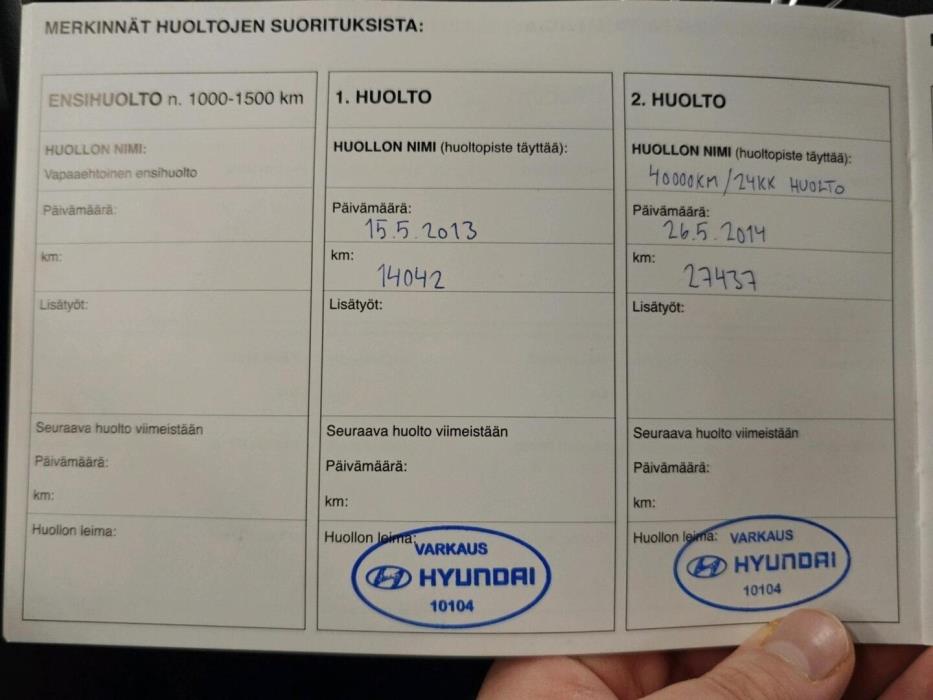 MERKINNÄT HUOLTOJEN SUORITUKSISTA:
ENSIHUOLTO n. 1000-1500 km
HUOLLON NIMI:
Vapaaehtoinen ensihuolto
Päivämäärä:
km:
Lisätyöt:
Seuraava huolto viimeistään
Päivämäärä:
km:
Huollon leima:
1. HUOLTO
HUOLLON NIMI (huoltopiste täyttää):
Päivämäärä:
15.5.2013
km:
14042
Lisätyöt:
Seuraava huolto viimeistään
Päivämäärä:
km:
Huollon leima:
VARKAUS
HYUNDAI
10104
2. HUOLTO
HUOLLON NIMI (huoltopiste täyttää):
40000KM/24KK HUOLTO
Päivämäärä:
26.5.2014
km:
27437
Lisätyöt:
Seuraava huolto viimeistään
Päivämäärä:
km:
Huollon leima:
VARKAUS
HYUNDAI
10104